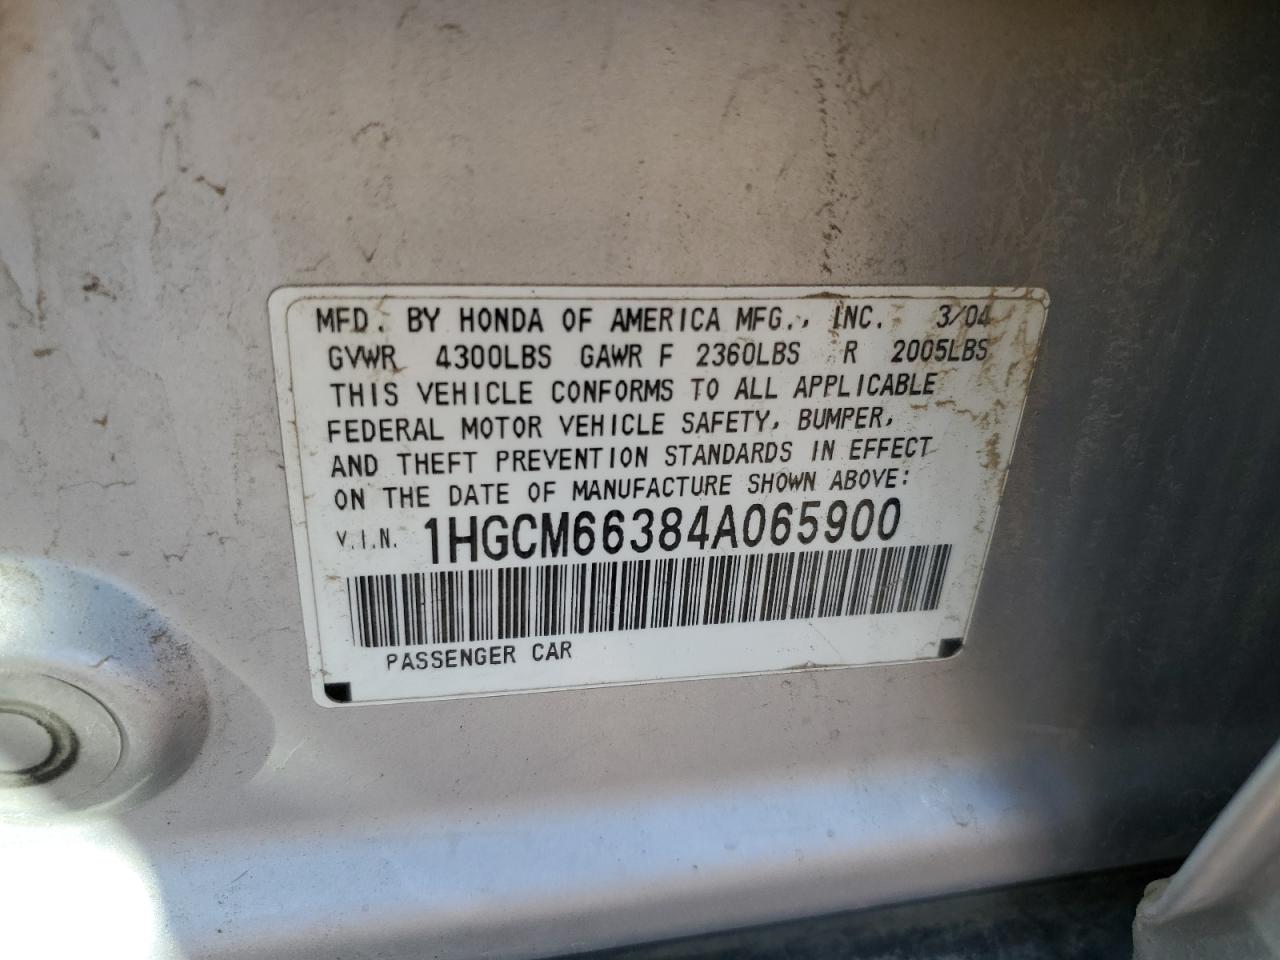 MFD. BY HONDA OF AMERICA MFG., INC. 3/04
GVWR 4300LBS GAWR F 2360LBS R 2005LBS
THIS VEHICLE CONFORMS TO ALL APPLICABLE
FEDERAL MOTOR VEHICLE SAFETY, BUMPER,
AND THEFT PREVENTION STANDARDS IN EFFECT
ON THE DATE OF MANUFACTURE SHOWN ABOVE:
V.I.N. 1HGCM66384A065900
PASSENGER CAR